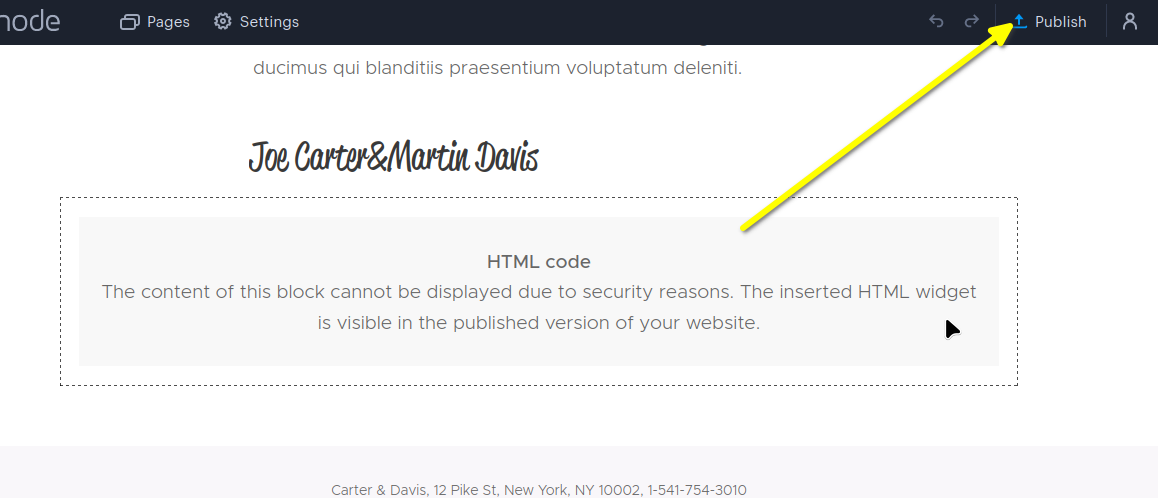 node Pages Settings Publish
ducimus qui blanditiis praesentium voluptatum deleniti.
Joe Carter&Martin Davis
HTML code
The content of this block cannot be displayed due to security reasons. The inserted HTML widget
is visible in the published version of your website.
Carter & Davis, 12 Pike St, New York, NY 10002, 1-541-754-3010